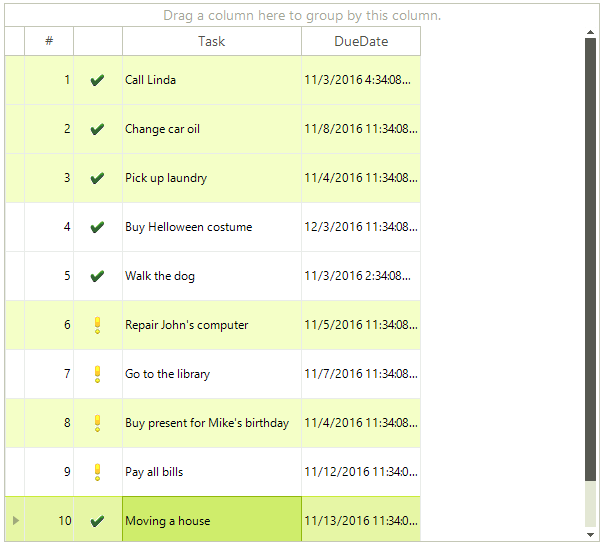 Drag a column here to group by this column.
# Task DueDate
1 Call Linda 11/3/2016 4:34:08...
2 Change car oil 11/8/2016 11:34:08...
3 Pick up laundry 11/4/2016 11:34:08...
4 Buy Helloween costume 12/3/2016 11:34:08...
5 Walk the dog 11/3/2016 2:34:08...
6 Repair John's computer 11/5/2016 11:34:08...
7 Go to the library 11/7/2016 11:34:08...
8 Buy present for Mike's birthday 11/4/2016 11:34:08...
9 Pay all bills 11/12/2016 11:34:0...
10 Moving a house 11/13/2016 11:34:0...